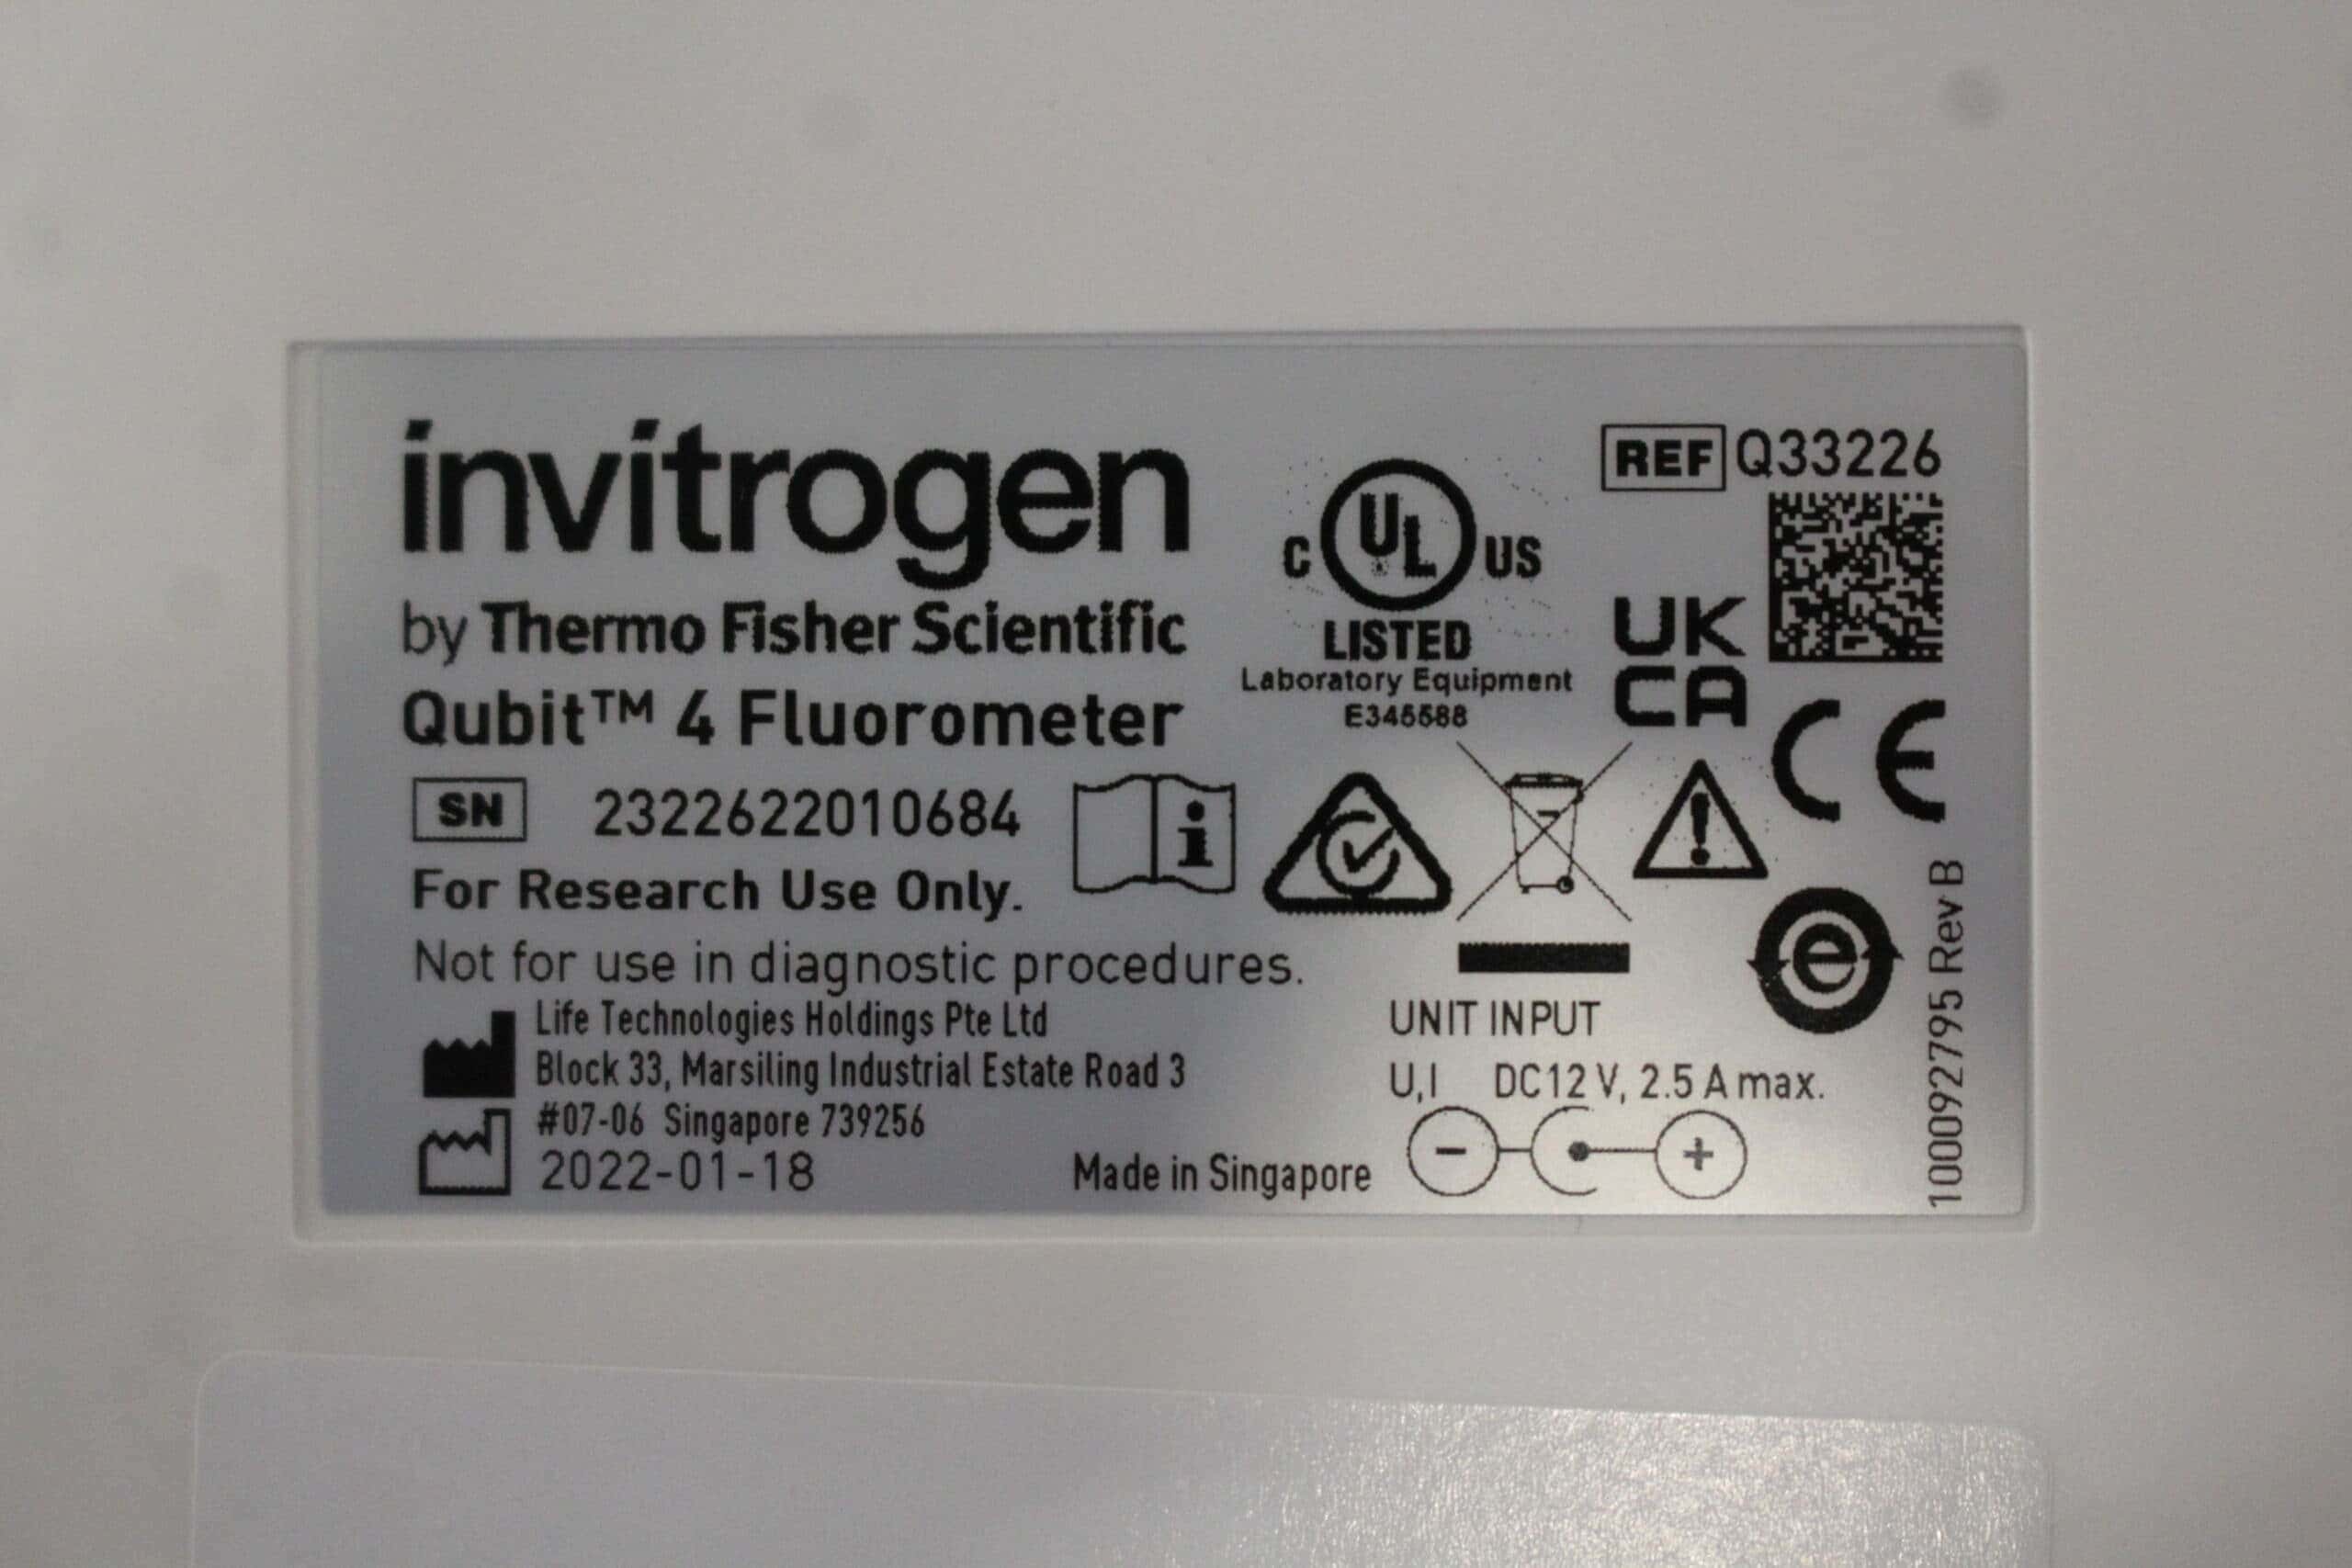 invitrogen
by Thermo Fisher Scientific
Qubit™ 4 Fluorometer
SN 2322622010684
For Research Use Only.
Not for use in diagnostic procedures.
Life Technologies Holdings Pte Ltd
Block 33, Marsiling Industrial Estate Road 3
#07-06 Singapore 739256
2022-01-18
Made in Singapore
C UL US
LISTED
Laboratory Equipment
E345588
REF Q33226
UK
CA
CE
e
UNIT INPUT
U,I DC12 V, 2.5 A max.
100092795 Rev B